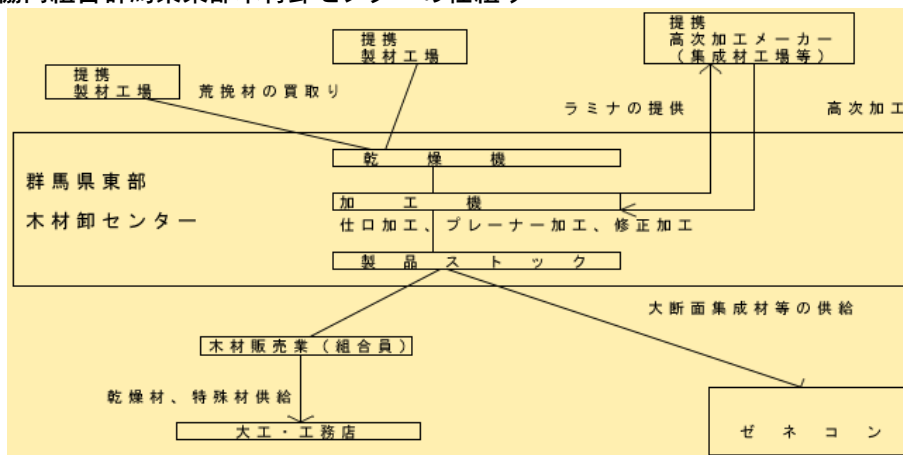 提携
製材工場
提携
高次加工メーカー
(集成材工場等)
提携
製材工場
荒挽材の買取り
ラミナの提供
高次加工
乾燥機
群馬県東部
木材卸センター
加工機
仕口加工、プレーナー加工、修正加工
製品ストック
大断面集成材等の供給
木材販売業(組合員)
乾燥材、特殊材供給
大工・工務店
ゼネコン